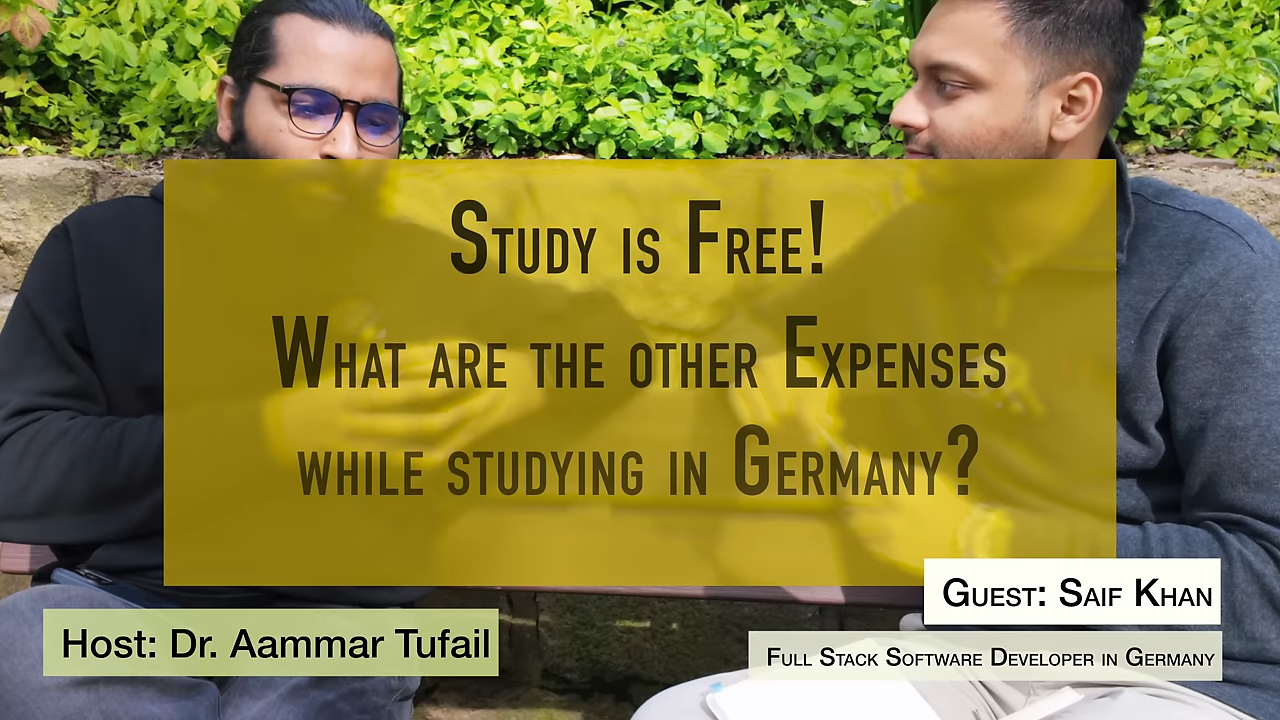 Study is Free!
What are the other Expenses
while studying in Germany?
Guest: Saif Khan
Host: Dr. Aammar Tufail
Full Stack Software Developer in Germany